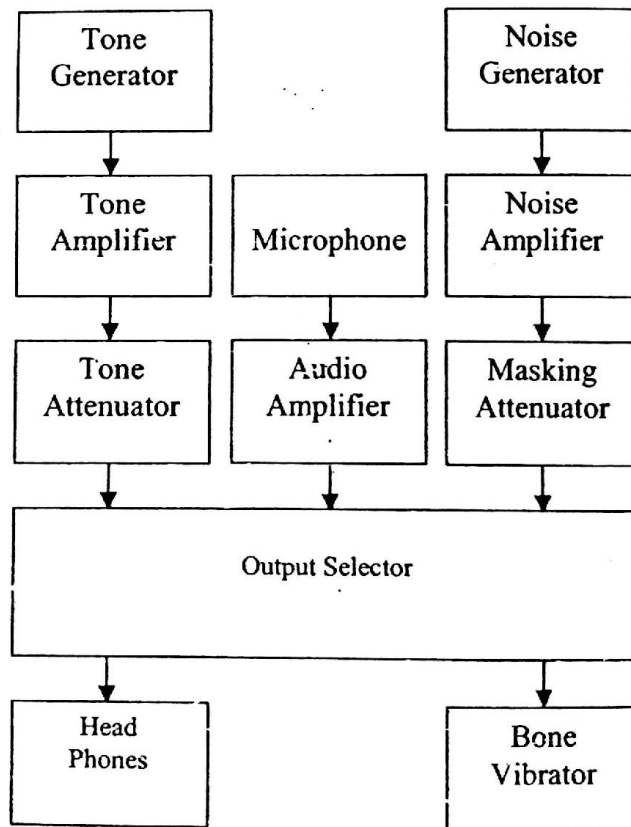 Tone
Generator
Noise
Generator
Tone
Amplifier
Microphone
Noise
Amplifier
Tone
Attenuator
Audio
Amplifier
Masking
Attenuator
Output Selector
Head
Phones
Bone
Vibrator